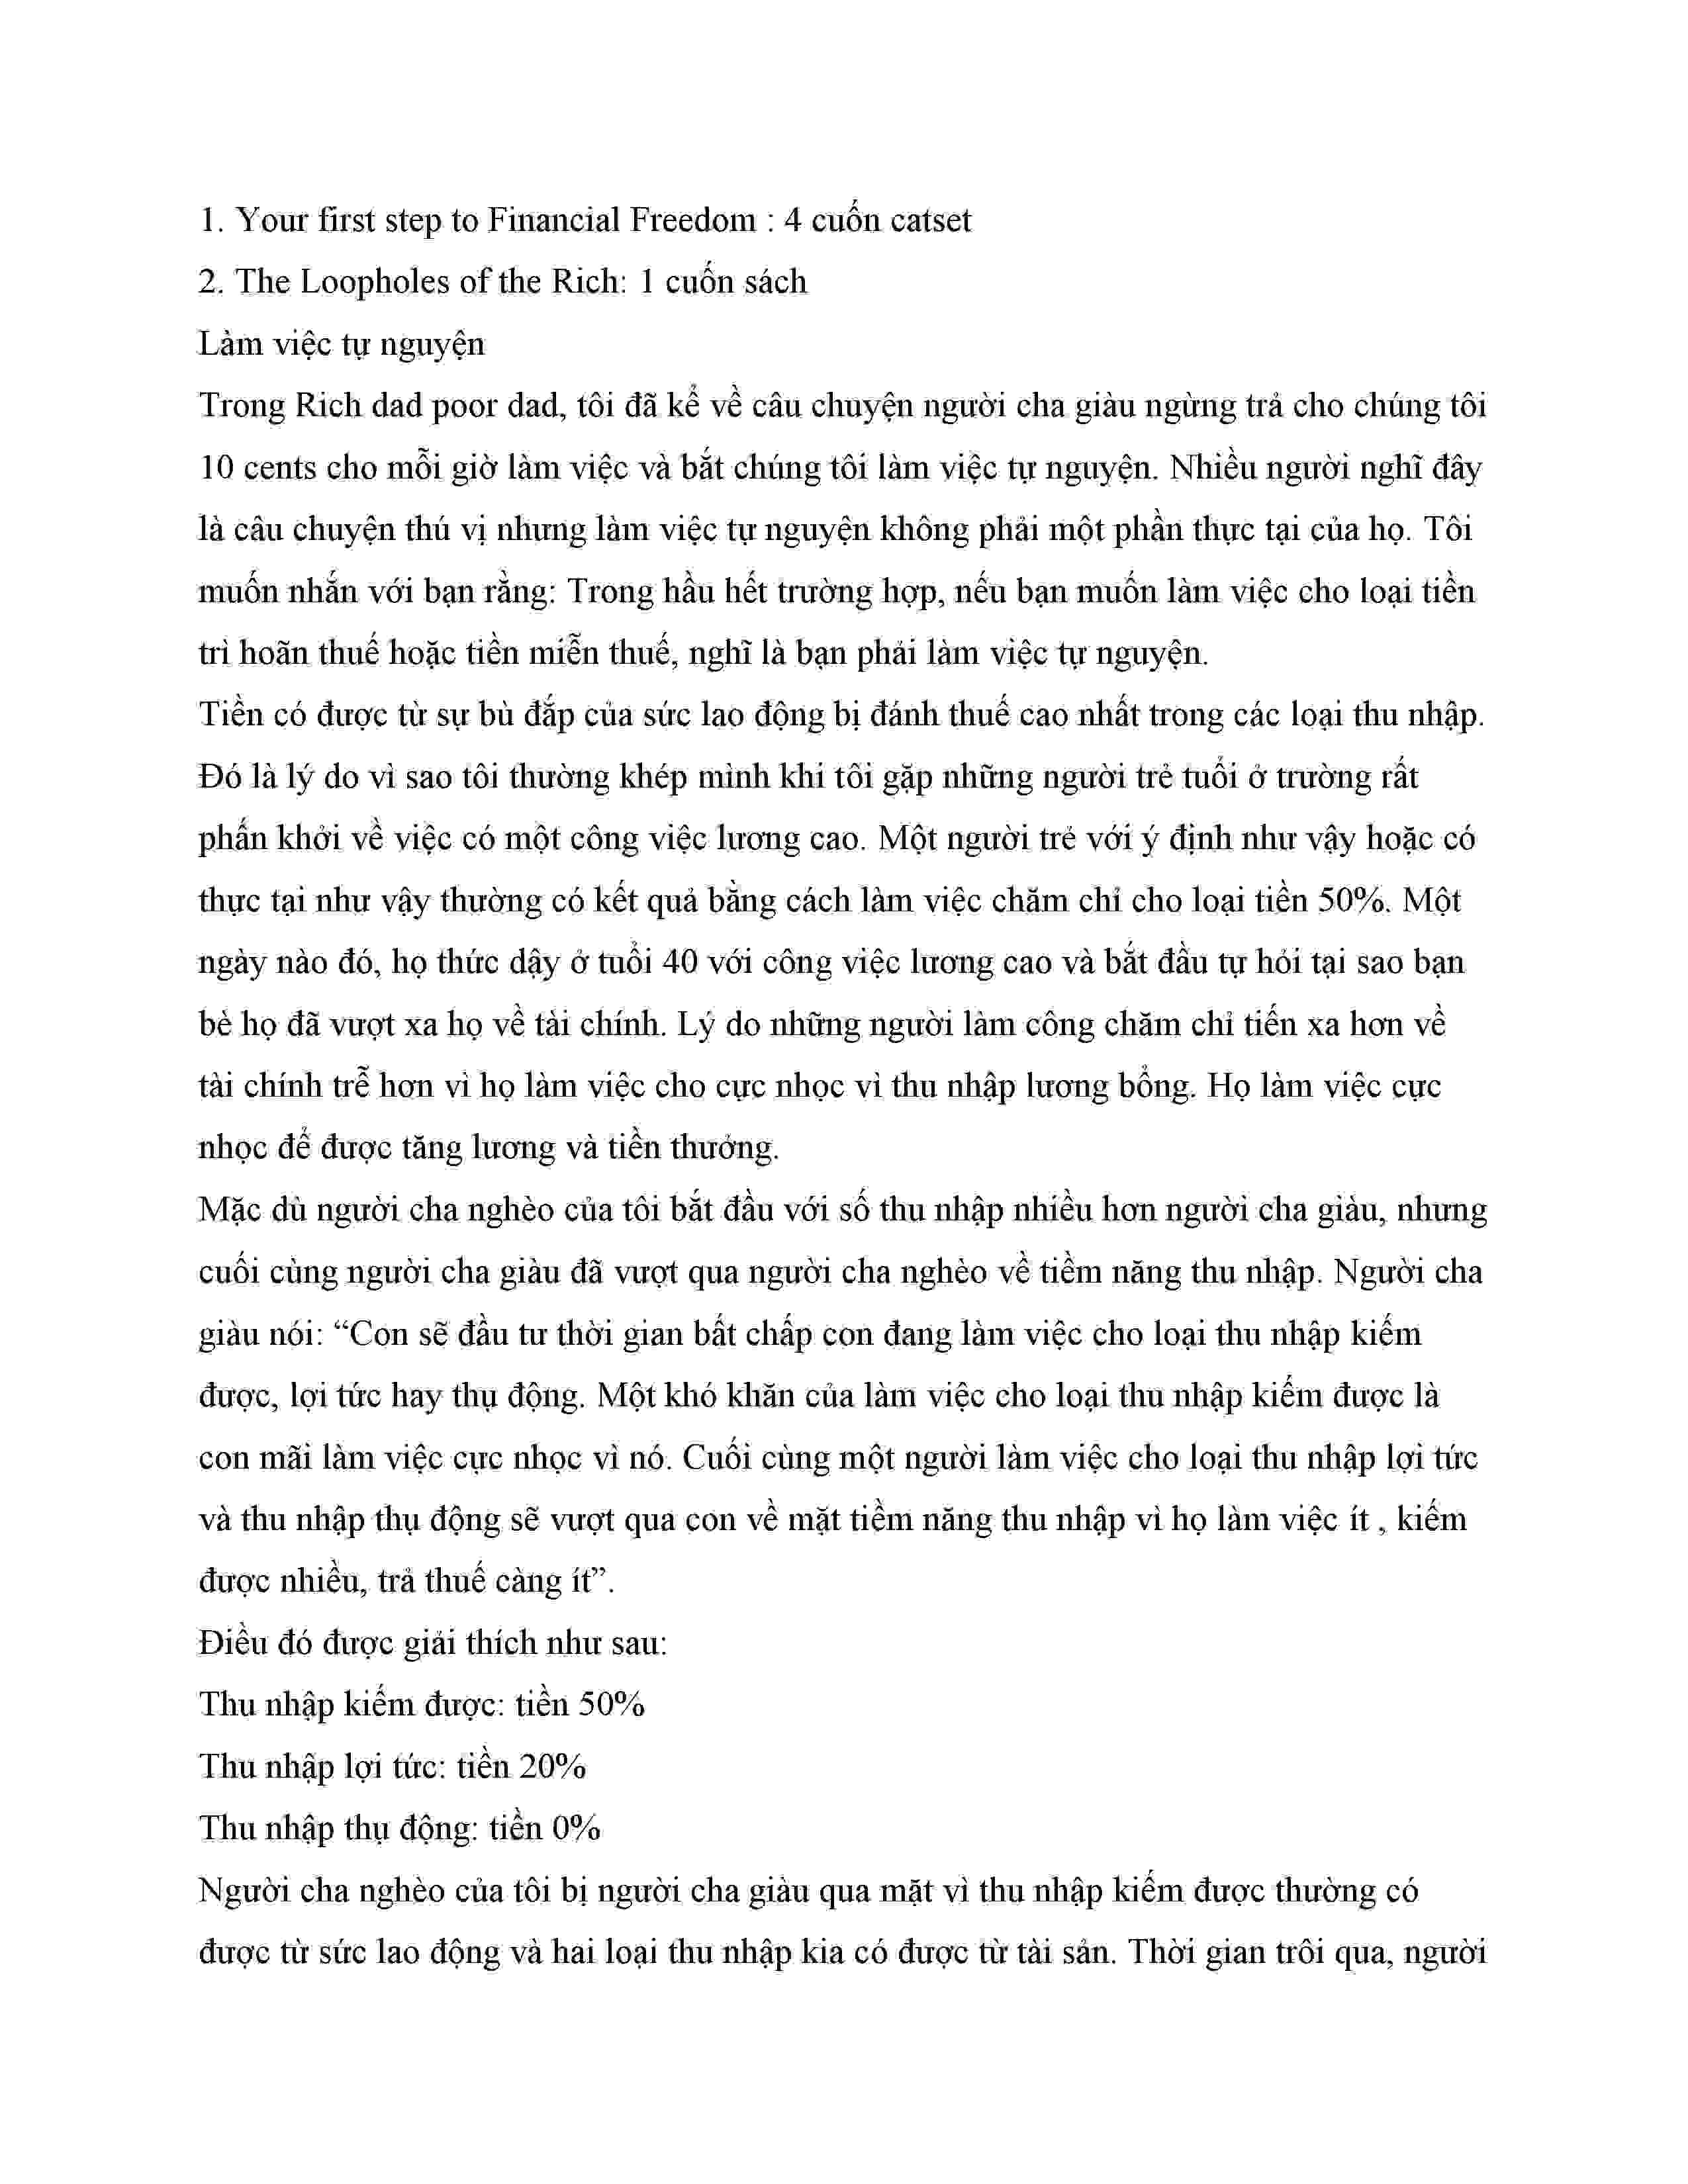 1. Your first step to Financial Freedom : 4 cuốn catset
2. The Loopholes of the Rich: 1 cuốn sách
Làm việc tự nguyện
Trong Rich dad poor dad, tôi đã kể về câu chuyện người cha giàu ngừng trả cho chúng tôi
10 cents cho mỗi giờ làm việc và bắt chúng tôi làm việc tự nguyện. Nhiều người nghĩ đây
là câu chuyện thú vị nhưng làm việc tự nguyện không phải một phần thực tại của họ. Tôi
muốn nhắn với bạn rằng: Trong hầu hết trường hợp, nếu bạn muốn làm việc cho loại tiền
trì hoãn thuế hoặc tiền miễn thuế, nghĩ là bạn phải làm việc tự nguyện.
Tiền có được từ sự bù đắp của sức lao động bị đánh thuế cao nhất trong các loại thu nhập.
Đó là lý do vì sao tôi thường khép mình khi tôi gặp những người trẻ tuổi ở trường rất
phấn khởi về việc có một công việc lương cao. Một người trẻ với ý định như vậy hoặc có
thực tại như vậy thường có kết quả bằng cách làm việc chăm chỉ cho loại tiền 50%. Một
ngày nào đó, họ thức dậy ở tuổi 40 với công việc lương cao và bắt đầu tự hỏi tại sao bạn
bè họ đã vượt xa họ về tài chính. Lý do những người làm công chăm chỉ tiến xa hơn về
tài chính trễ hơn vì họ làm việc cho cực nhọc vì thu nhập lương bổng. Họ làm việc cực
nhọc để được tăng lương và tiền thưởng.
Mặc dù người cha nghèo của tôi bắt đầu với số thu nhập nhiều hơn người cha giàu, nhưng
cuối cùng người cha giàu đã vượt qua người cha nghèo về tiềm năng thu nhập. Người cha
giàu nói: “Con sẽ đầu tư thời gian bất chấp con đang làm việc cho loại thu nhập kiếm
được, lợi tức hay thụ động. Một khó khăn của làm việc cho loại thu nhập kiếm được là
con mãi làm việc cực nhọc vì nó. Cuối cùng một người làm việc cho loại thu nhập lợi tức
và thu nhập thụ động sẽ vượt qua con về mặt tiềm năng thu nhập vì họ làm việc ít , kiếm
được nhiều, trả thuế càng ít”.
Điều đó được giải thích như sau:
Thu nhập kiếm được: tiền 50%
Thu nhập lợi tức: tiền 20%
Thu nhập thụ động: tiền 0%
Người cha nghèo của tôi bị người cha giàu qua mặt vì thu nhập kiếm được thường có
được từ sức lao động và hai loại thu nhập kia có được từ tài sản. Thời gian trôi qua, người